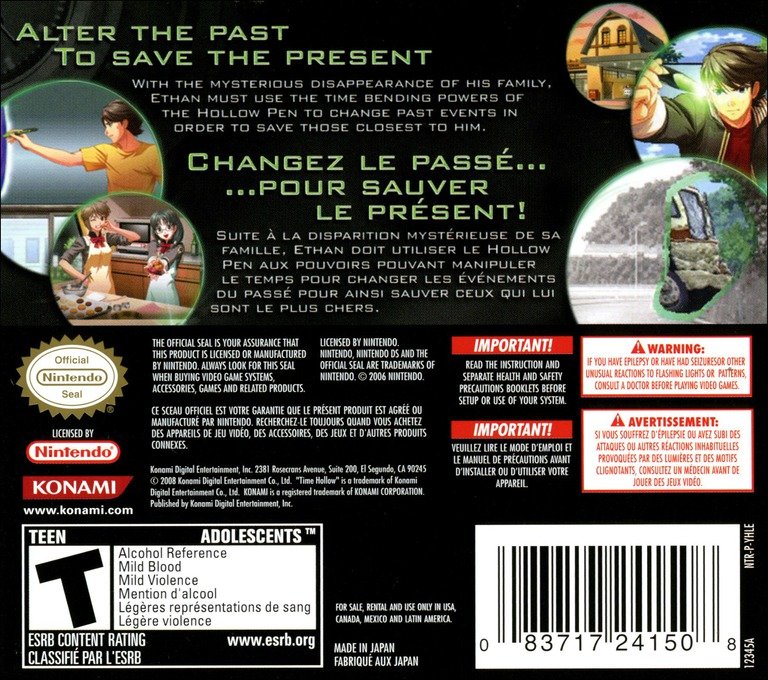 ALTER THE PAST
TO SAVE THE PRESENT
WITH THE MYSTERIOUS DISAPPEARANCE OF HIS FAMILY,
ETHAN MUST USE THE TIME BENDING POWERS OF
THE HOLLOW PEN TO CHANGE PAST EVENTS IN
ORDER TO SAVE THOSE CLOSEST TO HIM.
CHANGEZ LE PASSÉ...
...POUR SAUVER
LE PRÉSENT!
SUITE À LA DISPARITION MYSTÉRIEUSE DE SA
FAMILLE, ETHAN DOIT UTILISER LE HOLLOW
PEN AUX POUVOIRS POUVANT MANIPULER
LE TEMPS POUR CHANGER LES ÉVÉNEMENTS
DU PASSÉ POUR AINSI SAUVER CEUX QUI LUI
SONT LE PLUS CHERS.
Official
Nintendo
Seal
LICENSED BY
Nintendo
KONAMI
www.konami.com
THE OFFICIAL SEAL IS YOUR ASSURANCE THAT
THIS PRODUCT IS LICENSED OR MANUFACTURED
BY NINTENDO. ALWAYS LOOK FOR THIS SEAL
WHEN BUYING VIDEO GAME SYSTEMS,
ACCESSORIES, GAMES AND RELATED PRODUCTS.
LICENSED BY NINTENDO.
NINTENDO, NINTENDO DS AND THE
OFFICIAL SEAL ARE TRADEMARKS OF
NINTENDO. © 2006 NINTENDO.
CE SCEAU OFFICIEL EST VOTRE GARANTIE QUE LE PRÉSENT PRODUIT EST AGRÉÉ OU
MANUFACTURÉ PAR NINTENDO. RECHERCHEZ-LE TOUJOURS QUAND VOUS ACHETEZ
DES APPAREILS DE JEU VIDÉO, DES ACCESSOIRES, DES JEUX ET D'AUTRES PRODUITS
CONNEXES.
Konami Digital Entertainment, Inc. 2381 Rosecrans Avenue, Suite 200, El Segundo, CA 90245
© 2008 Konami Digital Entertainment Co., Ltd. "Time Hollow" is a trademark of Konami
Digital Entertainment Co., Ltd. KONAMI is a registered trademark of KONAMI CORPORATION.
Published by Konami Digital Entertainment, Inc.
IMPORTANT!
READ THE INSTRUCTION AND
SEPARATE HEALTH AND SAFETY
PRECAUTIONS BOOKLETS BEFORE
SETUP OR USE OF YOUR SYSTEM.
IMPORTANT!
VEUILLEZ LIRE LE MODE D'EMPLOI ET
LE MANUEL DE PRÉCAUTIONS AVANT
D'INSTALLER OU D'UTILISER VOTRE
APPAREIL.
WARNING:
IF YOU HAVE EPILEPSY OR HAVE HAD SEIZURESOR OTHER
UNUSUAL REACTIONS TO FLASHING LIGHTS OR PATTERNS,
CONSULT A DOCTOR BEFORE PLAYING VIDEO GAMES.
AVERTISSEMENT:
SI VOUS SOUFFREZ D'ÉPILEPSIE OU AVEZ SUBI DES
ATTAQUES OU AUTRES RÉACTIONS INHABITUELLES
PROVOQUÉES PAR DES LUMIÈRES ET DES MOTIFS
CLIGNOTANTS, CONSULTEZ UN MÉDECIN AVANT DE
JOUER DES JEUX VIDÉO.
TEEN ADOLESCENTS ™
T
Alcohol Reference
Mild Blood
Mild Violence
Mention d'alcool
Légères représentations de sang
Légère violence
ESRB CONTENT RATING www.esrb.org
CLASSIFIÉ PAR L'ESRB
FOR SALE, RENTAL AND USE ONLY IN USA,
CANADA, MEXICO AND LATIN AMERICA.
MADE IN JAPAN
FABRIQUÉ AUX JAPAN
0 83717 24150 8
NTR-P-YHLE
12345A